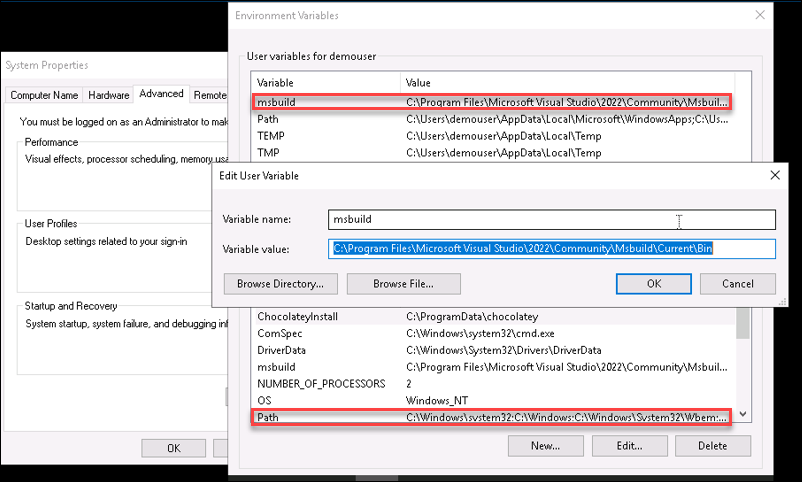 Environment Variables
User variables for demouser
Variable Value
msbuild C:\Program Files\Microsoft Visual Studio\2022\Community\Msbuil...
Path C:\Users\demouser\AppData\Local\Microsoft\WindowsApps;C:\Us...
TEMP C:\Users\demouser\AppData\Local\Temp
TMP C:\Users\demouser\AppData\Local\Temp
System Properties
Computer Name Hardware Advanced Remote
You must be logged on as an Administrator to mak
Performance
Visual effects, processor scheduling, memory usa
User Profiles
Desktop settings related to your sign-in
Startup and Recovery
System startup, system failure, and debugging inf
OK
Edit User Variable
Variable name: msbuild
Variable value: C:\Program Files\Microsoft Visual Studio\2022\Community\Msbuild\Current\Bin
Browse Directory... Browse File... OK Cancel
ChocolateyInstall C:\ProgramData\chocolatey
ComSpec C:\Windows\system32\cmd.exe
DriverData C:\Windows\System32\Drivers\DriverData
msbuild C:\Program Files\Microsoft Visual Studio\2022\Community\Msbuil...
NUMBER_OF_PROCESSORS 2
OS Windows_NT
Path C:\Windows\system32;C:\Windows;C:\Windows\System32\Wbem;...
New... Edit... Delete